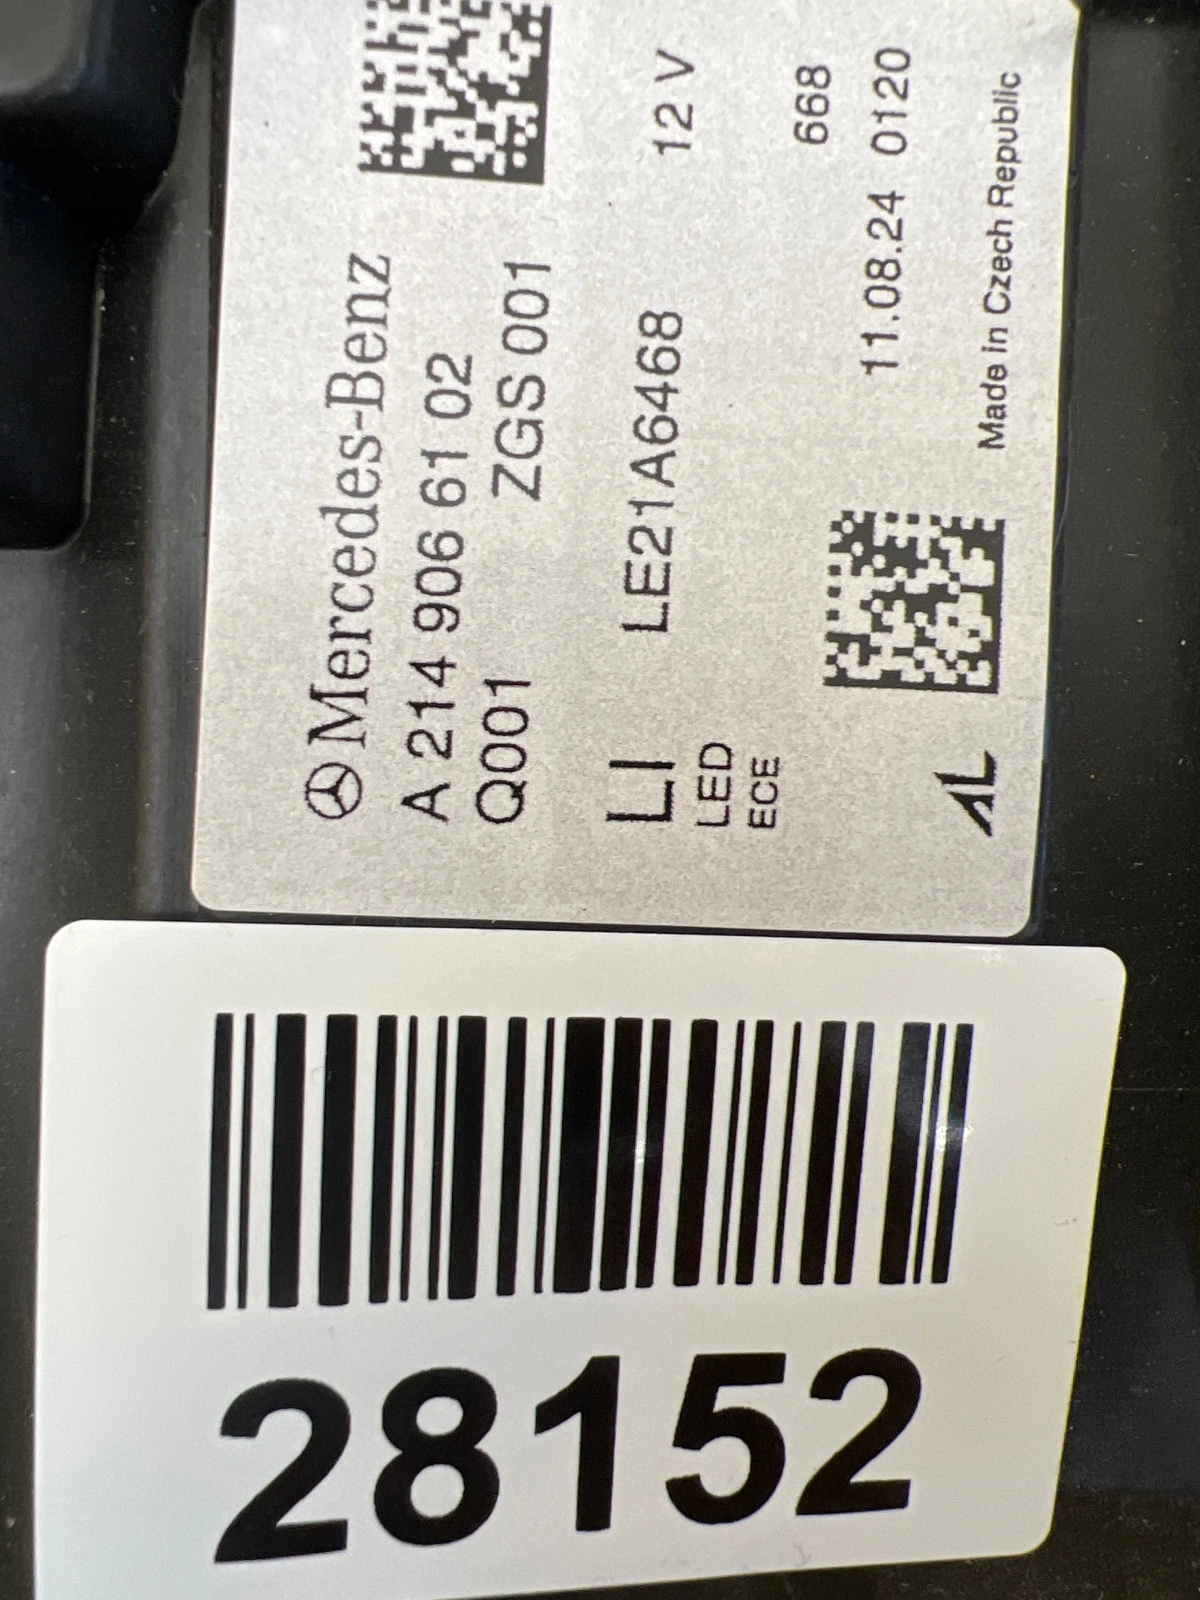 Mercedes-Benz
A 214 906 61 02
Q001 ZGS 001
LI LE21A6468 12 V
LED
ECE
668
11.08.24 0120
AL
Made in Czech Republic
28152